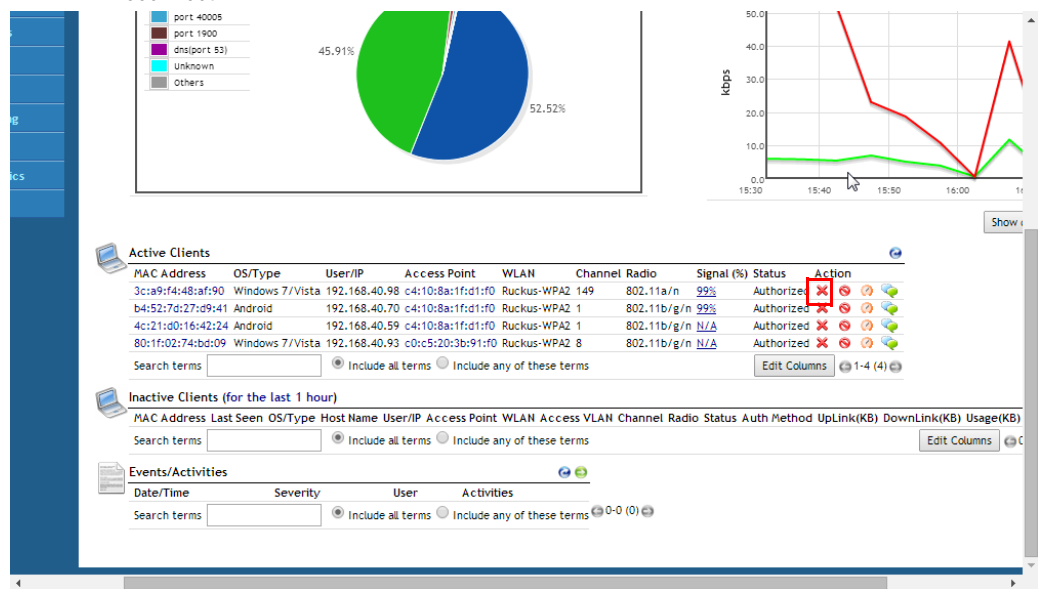 port 40005
port 1900
dns(port 53)
Unknown
Others
45.91%
52.52%
kbps
50.0
40.0
30.0
20.0
10.0
0.0
15:30 15:40 15:50 16:00
g
ics
Show
Active Clients
MAC Address OS/Type User/IP Access Point WLAN Channel Radio Signal (%) Status Action
3c:a9:f4:48:af:90 Windows 7/Vista 192.168.40.98 c4:10:8a:1f:d1:f0 Ruckus-WPA2 149 802.11a/n 99% Authorized
b4:52:7d:27:d9:41 Android 192.168.40.70 c4:10:8a:1f:d1:f0 Ruckus-WPA2 1 802.11b/g/n 99% Authorized
4c:21:d0:16:42:24 Android 192.168.40.59 c4:10:8a:1f:d1:f0 Ruckus-WPA2 1 802.11b/g/n N/A Authorized
80:1f:02:74:bd:09 Windows 7/Vista 192.168.40.93 c0:c5:20:3b:91:f0 Ruckus-WPA2 8 802.11b/g/n N/A Authorized
Search terms Include all terms Include any of these terms Edit Columns 1-4 (4)
Inactive Clients (for the last 1 hour)
MAC Address Last Seen OS/Type Host Name User/IP Access Point WLAN Access VLAN Channel Radio Status Auth Method UpLink(KB) DownLink(KB) Usage(KB)
Search terms Include all terms Include any of these terms Edit Columns
Events/Activities
Date/Time Severity User Activities
Search terms Include all terms Include any of these terms 0-0 (0)